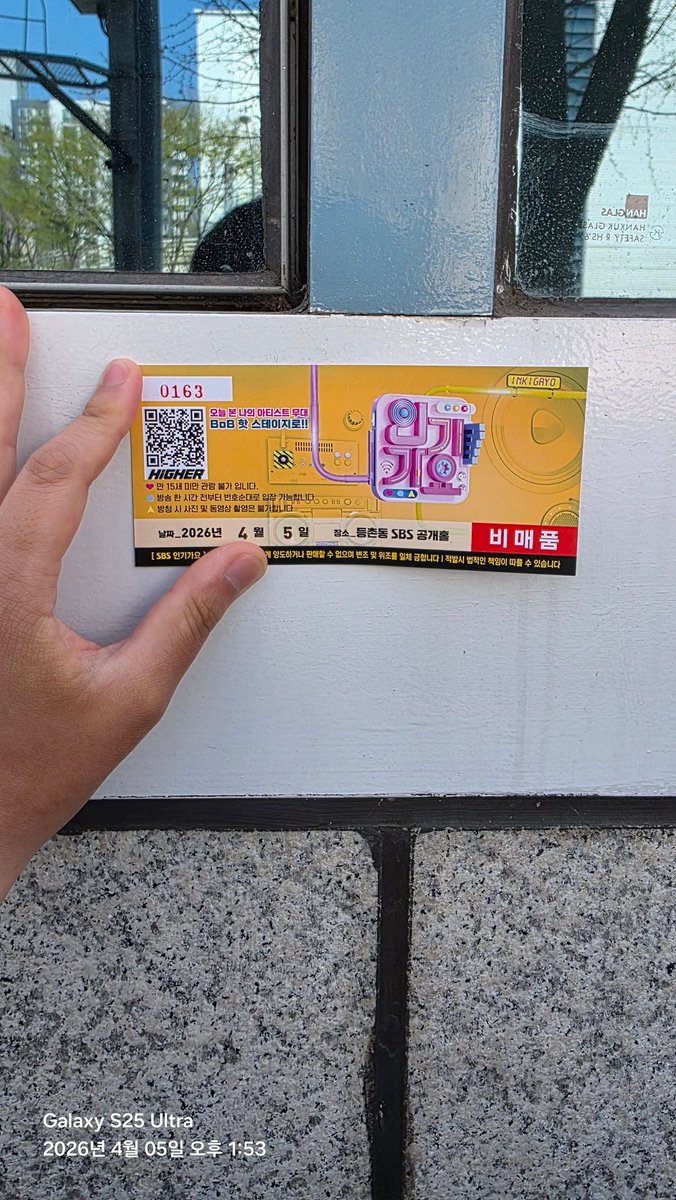 HANGLAS
HANKUK GLASS
SAFETY
0163
INKIGAYO
오늘 본 나의 아티스트 무대
BoB 핫 스테이지로!!
인기가요
HIGHER
만 15세 미만 관람 불가 입니다.
방송 한 시간 전부터 번호순대로 입장 가능합니다
방청 시 사진 및 동영상 촬영은 불가합니다
날짜_2026년 4월 5일 장소_등촌동 SBS 공개홀
비매품
[ SBS 인기가요 게 양도하거나 판매할 수 없으며 변조 및 위조를 일체 금합니다 | 적발시 법적인 책임이 따를 수 있습니다
Galaxy S25 Ultra
2026년 4월 05일 오후 1:53